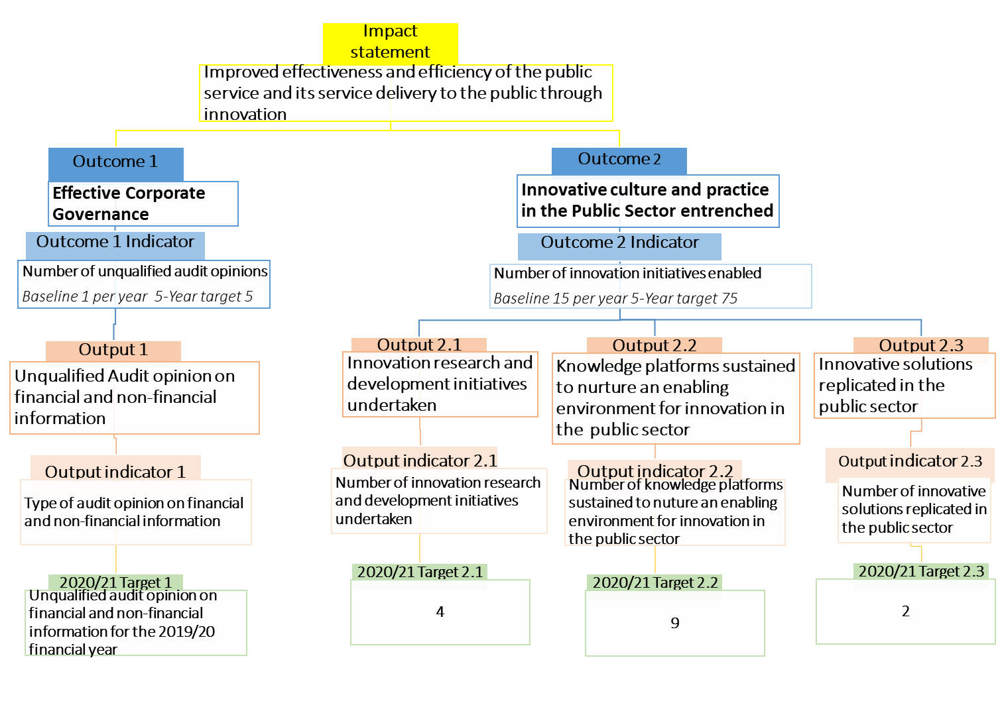 Impact
statement
Improved effectiveness and efficiency of the public
service and its service delivery to the public through
innovation
Outcome 1
Effective Corporate
Governance
Outcome 1 Indicator
Number of unqualified audit opinions
Baseline 1 per year  5-Year target 5
Output 1
Unqualified Audit opinion on
financial and non-financial
information
Output indicator 1
Type of audit opinion on financial
and non-financial information
2020/21 Target 1
Unqualified audit opinion on
financial and non-financial
information for the 2019/20
financial year
Outcome 2
Innovative culture and practice
in the Public Sector entrenched
Outcome 2 Indicator
Number of innovation initiatives enabled
Baseline 15 per year 5-Year target 75
Output 2.1
Innovation research and
development initiatives
undertaken
Output indicator 2.1
Number of innovation research
and development initiatives
undertaken
2020/21 Target 2.1
4
Output 2.2
Knowledge platforms sustained
to nurture an enabling
environment for innovation in
the  public sector
Output indicator 2.2
Number of knowledge platforms
sustained to nuture an enabling
environment for innovation in
the public sector
2020/21 Target 2.2
9
Output 2.3
Innovative solutions
replicated in the
public sector
Output indicator 2.3
Number of innovative
solutions replicated in
the public sector
2020/21 Target 2.3
2